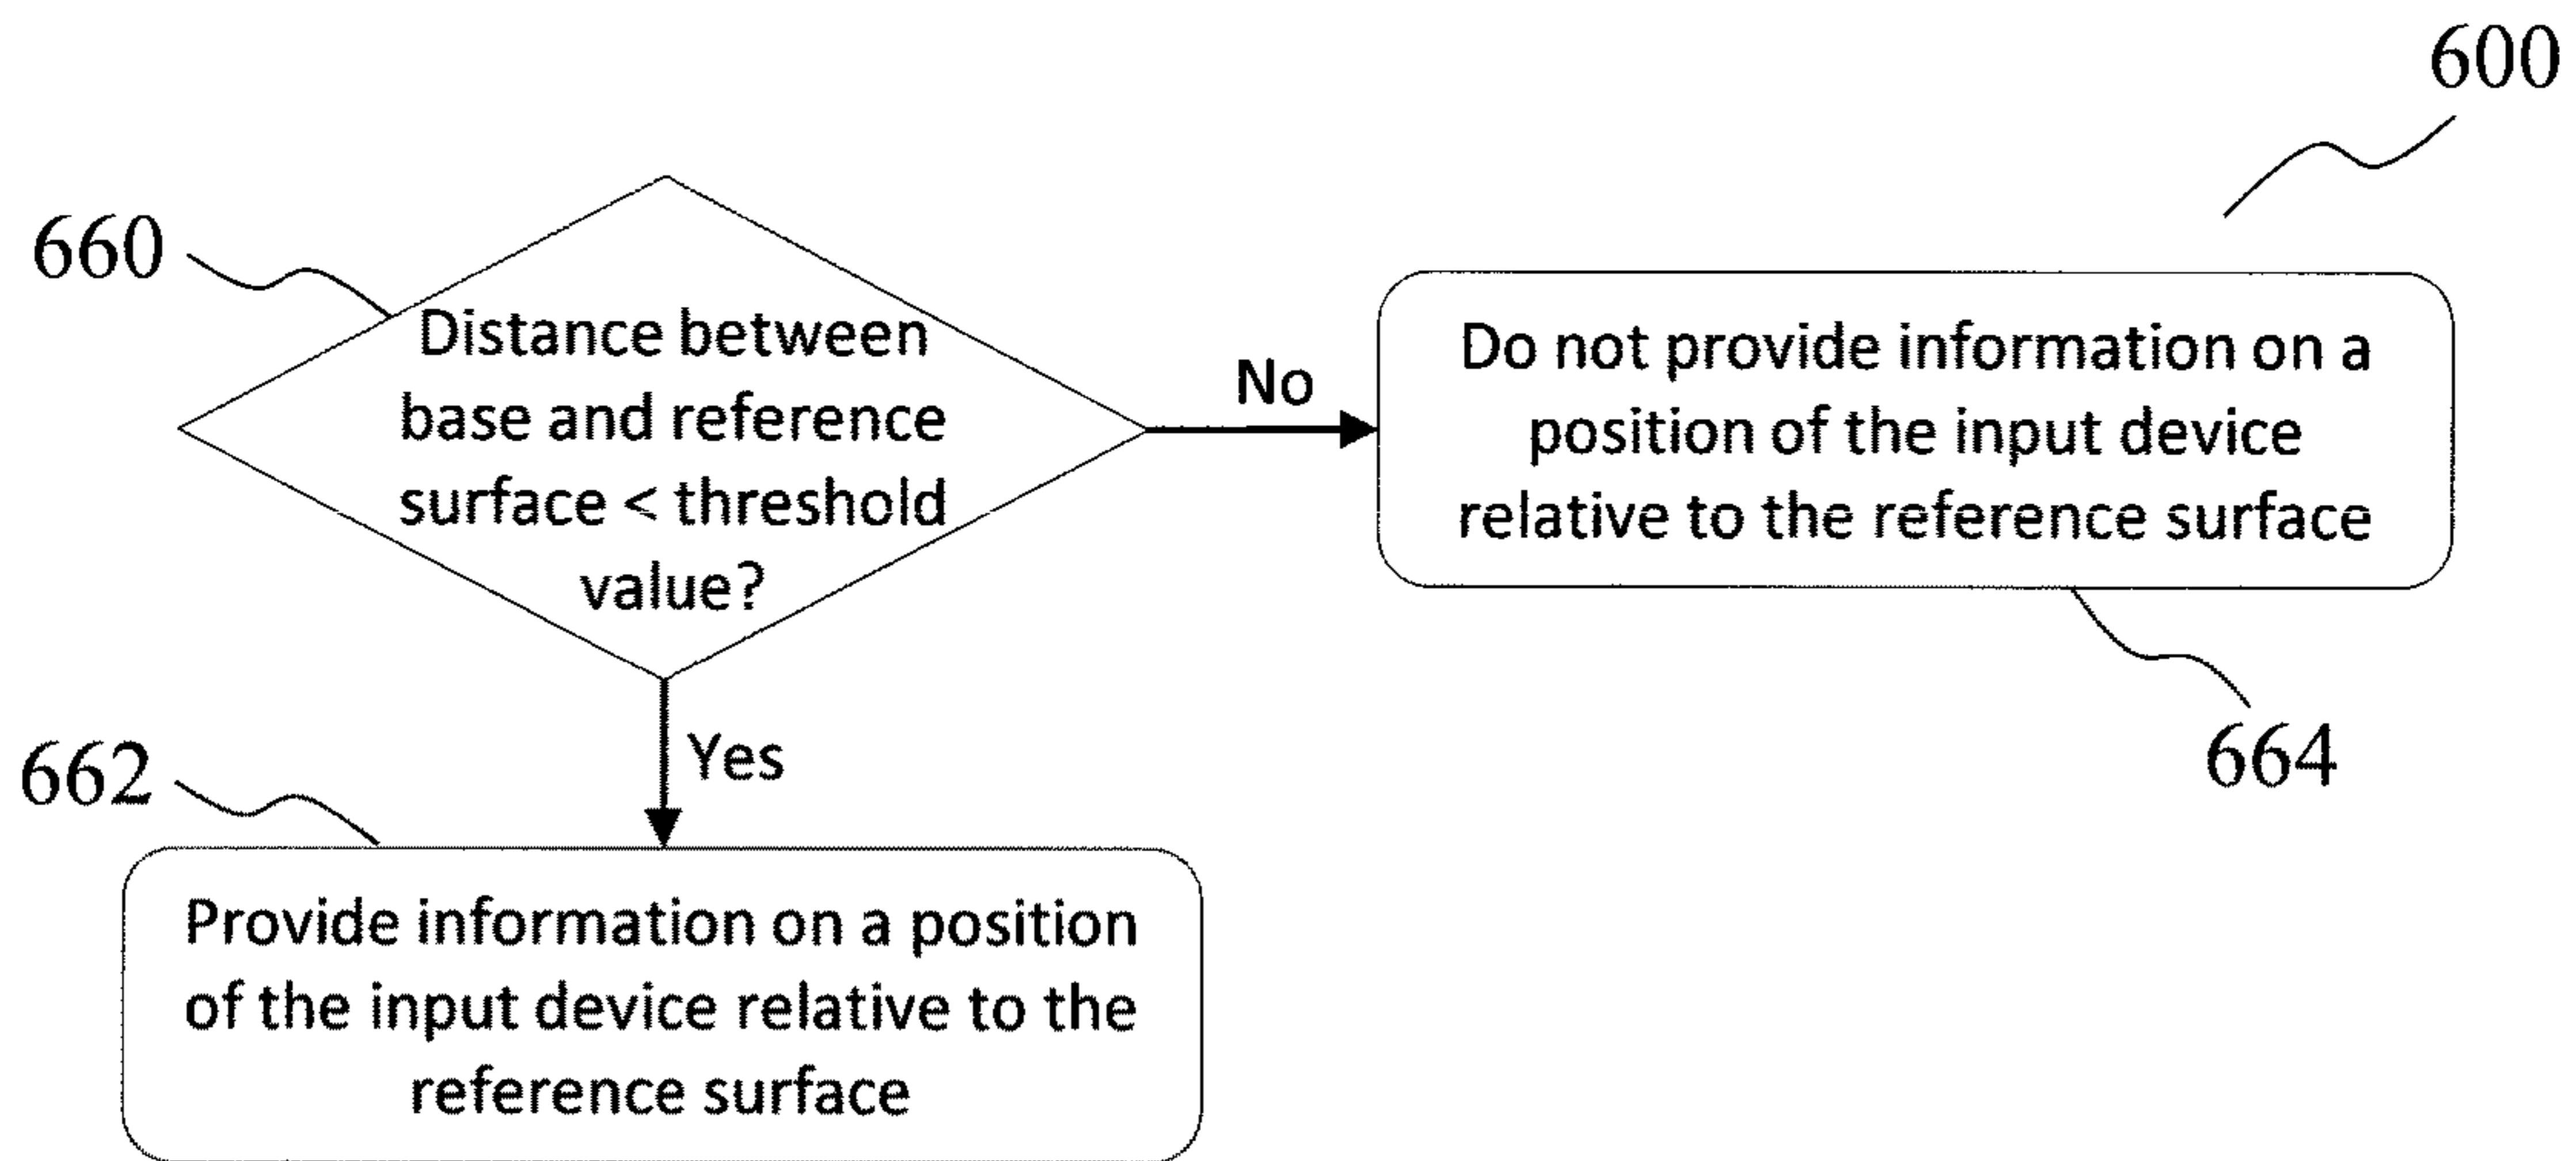 600
660
Distance between
base and reference
surface < threshold
value?
No
Do not provide information on a
position of the input device
relative to the reference surface
664
Yes
662
Provide information on a position
of the input device relative to the
reference surface